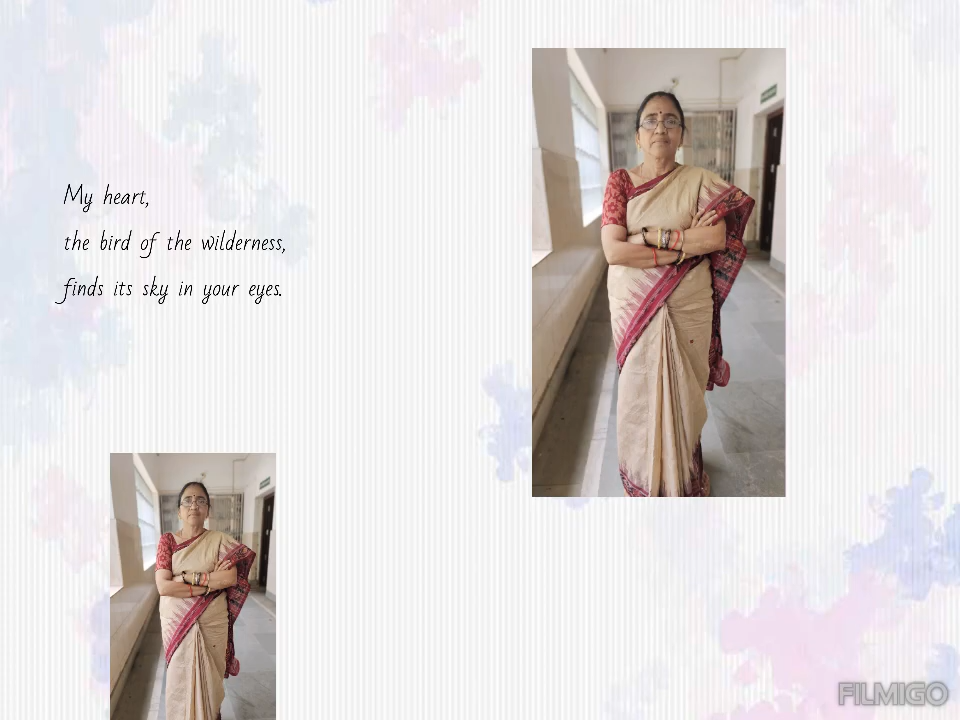 My heart,
the bird of the wilderness,
finds its sky in your eyes.
FILMIGO